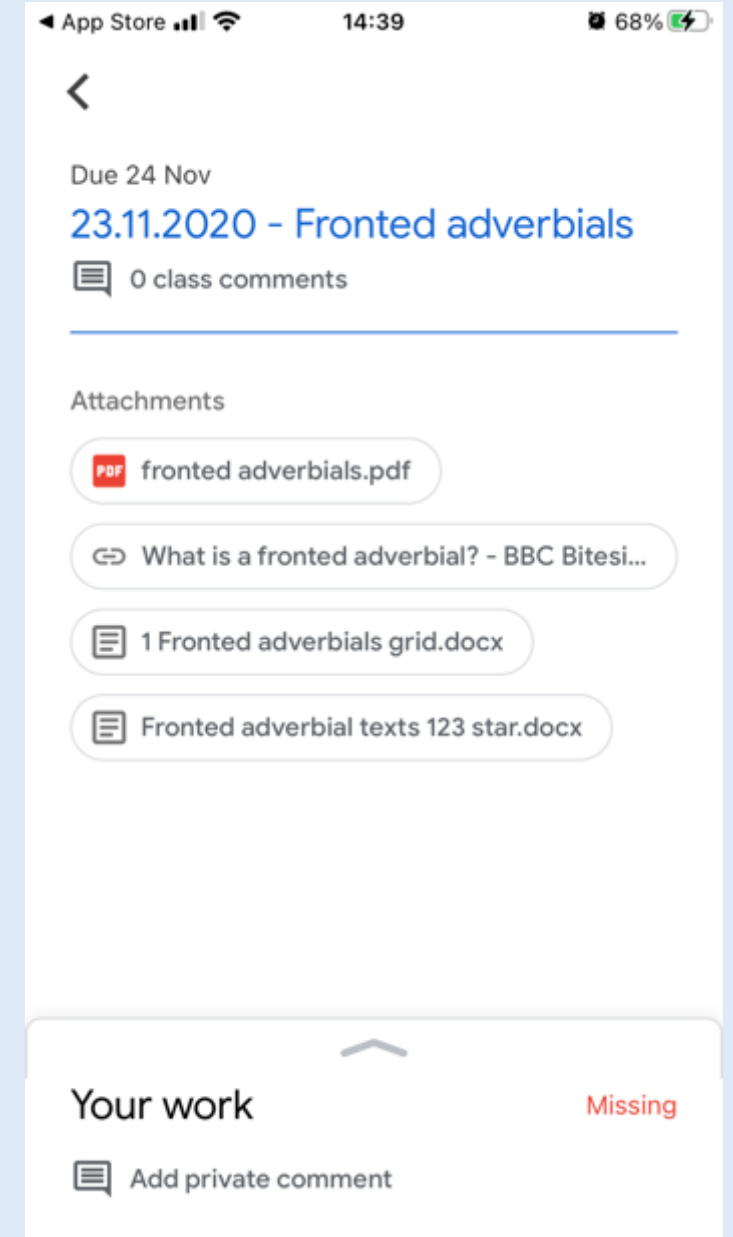 ◀ App Store 14:39 68%
Due 24 Nov
23.11.2020 - Fronted adverbials
0 class comments
Attachments
PDF fronted adverbials.pdf
What is a fronted adverbial? - BBC Bitesi...
1 Fronted adverbials grid.docx
Fronted adverbial texts 123 star.docx
Your work Missing
Add private comment